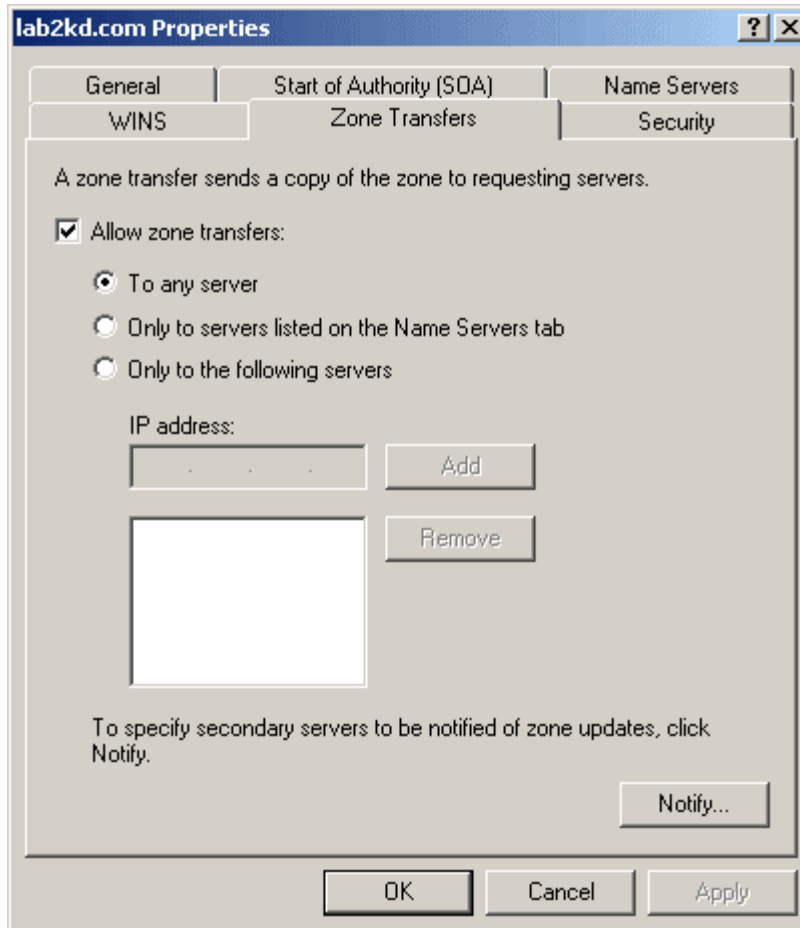 lab2kd.com Properties
General
Start of Authority (SOA)
Name Servers
WINS
Zone Transfers
Security
A zone transfer sends a copy of the zone to requesting servers.
Allow zone transfers:
To any server
Only to servers listed on the Name Servers tab
Only to the following servers
IP address:
. . .
Add
Remove
To specify secondary servers to be notified of zone updates, click
Notify.
Notify...
OK
Cancel
Apply